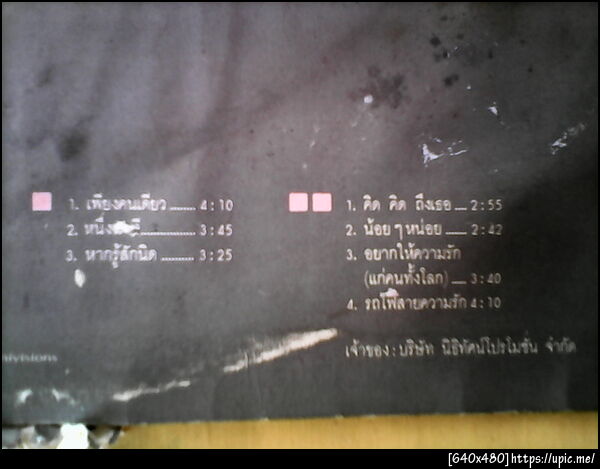 1. เพียงคนเดียว ....... 4 : 10
2. หนึ่ง ............... 3 : 45
3. หากรู้สักนิด .......... 3 : 25
1. คิด คิด ถึงเธอ ... 2 : 55
2. น้อย ๆ หน่อย ...... 2 : 42
3. อยากให้ความรัก
(แก่คนทั้งโลก) .... 3 : 40
4. รถไฟสายความรัก 4 : 10
เจ้าของ : บริษัท นิธิทัศน์โปรโมชั่น จำกัด
[640x480]https://upic.me/